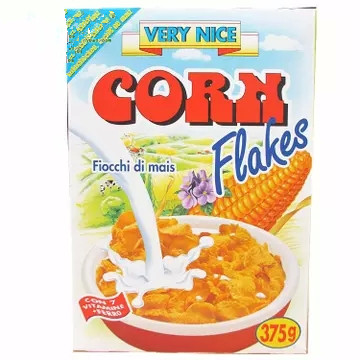 VERY NICE
CORN
Flakes
Fiocchi di mais
CON 7
VITAMINE
+FERRO
375g